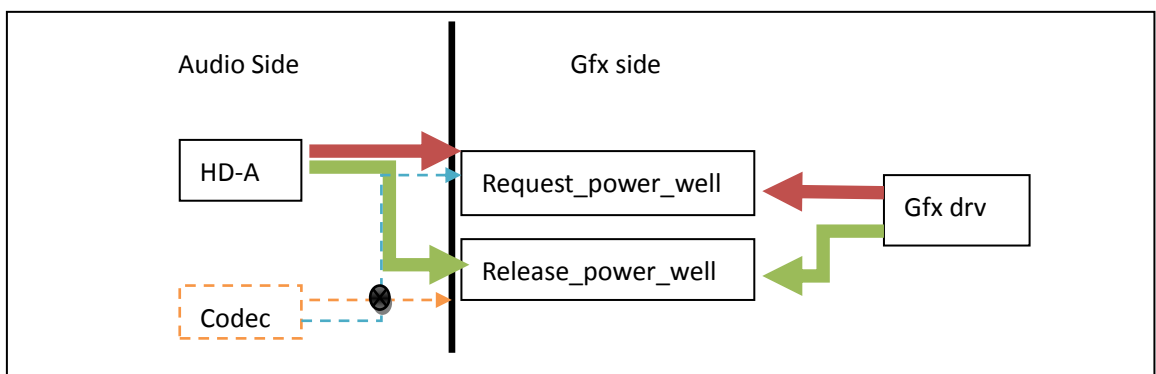 Audio Side
Gfx side
HD-A
Request_power_well
Gfx drv
Release_power_well
Codec